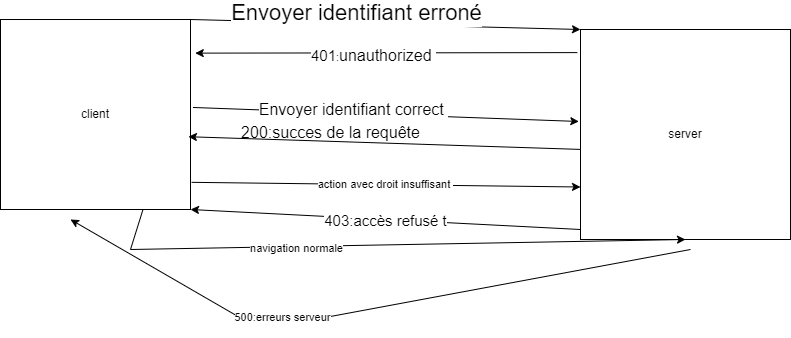 Envoyer identifiant erroné
401:unauthorized
client
Envoyer identifiant correct
200:succes de la requête
server
action avec droit insuffisant
403:accès refusé t
navigation normale
500:erreurs serveur